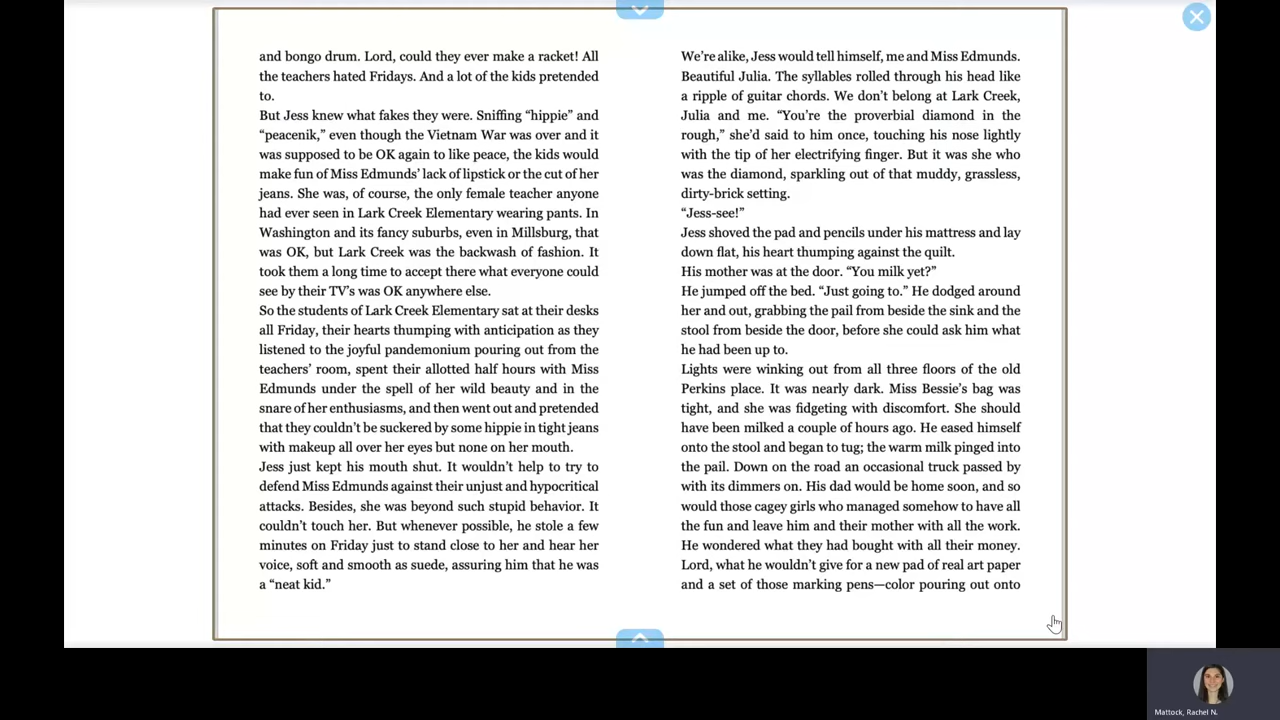 and bongo drum. Lord, could they ever make a racket! All
the teachers hated Fridays. And a lot of the kids pretended
to.
But Jess knew what fakes they were. Sniffing “hippie” and
“peacenik,” even though the Vietnam War was over and it
was supposed to be OK again to like peace, the kids would
make fun of Miss Edmunds’ lack of lipstick or the cut of her
jeans. She was, of course, the only female teacher anyone
had ever seen in Lark Creek Elementary wearing pants. In
Washington and its fancy suburbs, even in Millsburg, that
was OK, but Lark Creek was the backwash of fashion. It
took them a long time to accept there what everyone could
see by their TV’s was OK anywhere else.
So the students of Lark Creek Elementary sat at their desks
all Friday, their hearts thumping with anticipation as they
listened to the joyful pandemonium pouring out from the
teachers’ room, spent their allotted half hours with Miss
Edmunds under the spell of her wild beauty and in the
snare of her enthusiasms, and then went out and pretended
that they couldn’t be suckered by some hippie in tight jeans
with makeup all over her eyes but none on her mouth.
Jess just kept his mouth shut. It wouldn’t help to try to
defend Miss Edmunds against their unjust and hypocritical
attacks. Besides, she was beyond such stupid behavior. It
couldn’t touch her. But whenever possible, he stole a few
minutes on Friday just to stand close to her and hear her
voice, soft and smooth as suede, assuring him that he was
a “neat kid.”
We’re alike, Jess would tell himself, me and Miss Edmunds.
Beautiful Julia. The syllables rolled through his head like
a ripple of guitar chords. We don’t belong at Lark Creek,
Julia and me. “You’re the proverbial diamond in the
rough,” she’d said to him once, touching his nose lightly
with the tip of her electrifying finger. But it was she who
was the diamond, sparkling out of that muddy, grassless,
dirty-brick setting.
“Jess-see!”
Jess shoved the pad and pencils under his mattress and lay
down flat, his heart thumping against the quilt.
His mother was at the door. “You milk yet?”
He jumped off the bed. “Just going to.” He dodged around
her and out, grabbing the pail from beside the sink and the
stool from beside the door, before she could ask him what
he had been up to.
Lights were winking out from all three floors of the old
Perkins place. It was nearly dark. Miss Bessie’s bag was
tight, and she was fidgeting with discomfort. She should
have been milked a couple of hours ago. He eased himself
onto the stool and began to tug; the warm milk pinged into
the pail. Down on the road an occasional truck passed by
with its dimmers on. His dad would be home soon, and so
would those cagey girls who managed somehow to have all
the fun and leave him and their mother with all the work.
He wondered what they had bought with all their money.
Lord, what he wouldn’t give for a new pad of real art paper
and a set of those marking pens—color pouring out onto
Mattock, Rachel N.